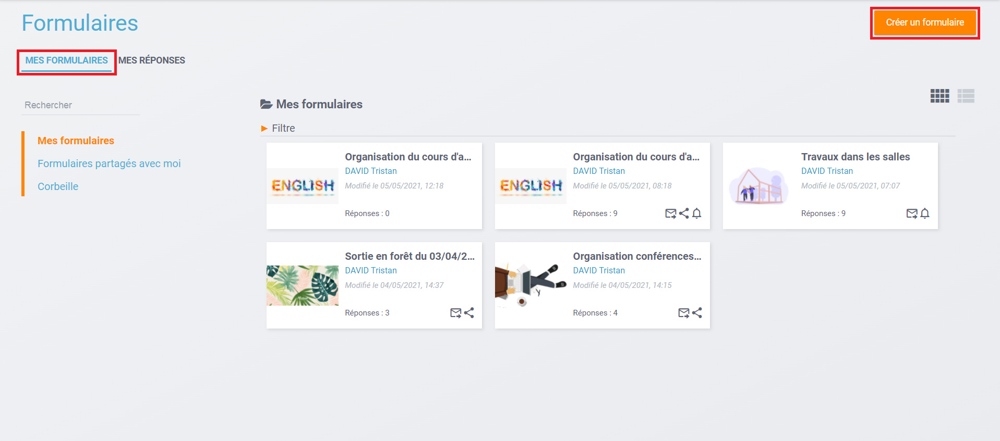 Formulaires
Créer un formulaire
MES FORMULAIRES
MES RÉPONSES
Rechercher
Mes formulaires
Formulaires partagés avec moi
Corbeille
Mes formulaires
Filtre
ENGLISH
Organisation du cours d'a...
DAVID Tristan
Modifié le 05/05/2021, 12:18
Réponses : 0
ENGLISH
Organisation du cours d'a...
DAVID Tristan
Modifié le 05/05/2021, 08:18
Réponses : 9
Travaux dans les salles
DAVID Tristan
Modifié le 05/05/2021, 07:07
Réponses : 9
Sortie en forêt du 03/04/2...
DAVID Tristan
Modifié le 04/05/2021, 14:37
Réponses : 3
Organisation conférences...
DAVID Tristan
Modifié le 04/05/2021, 14:15
Réponses : 4